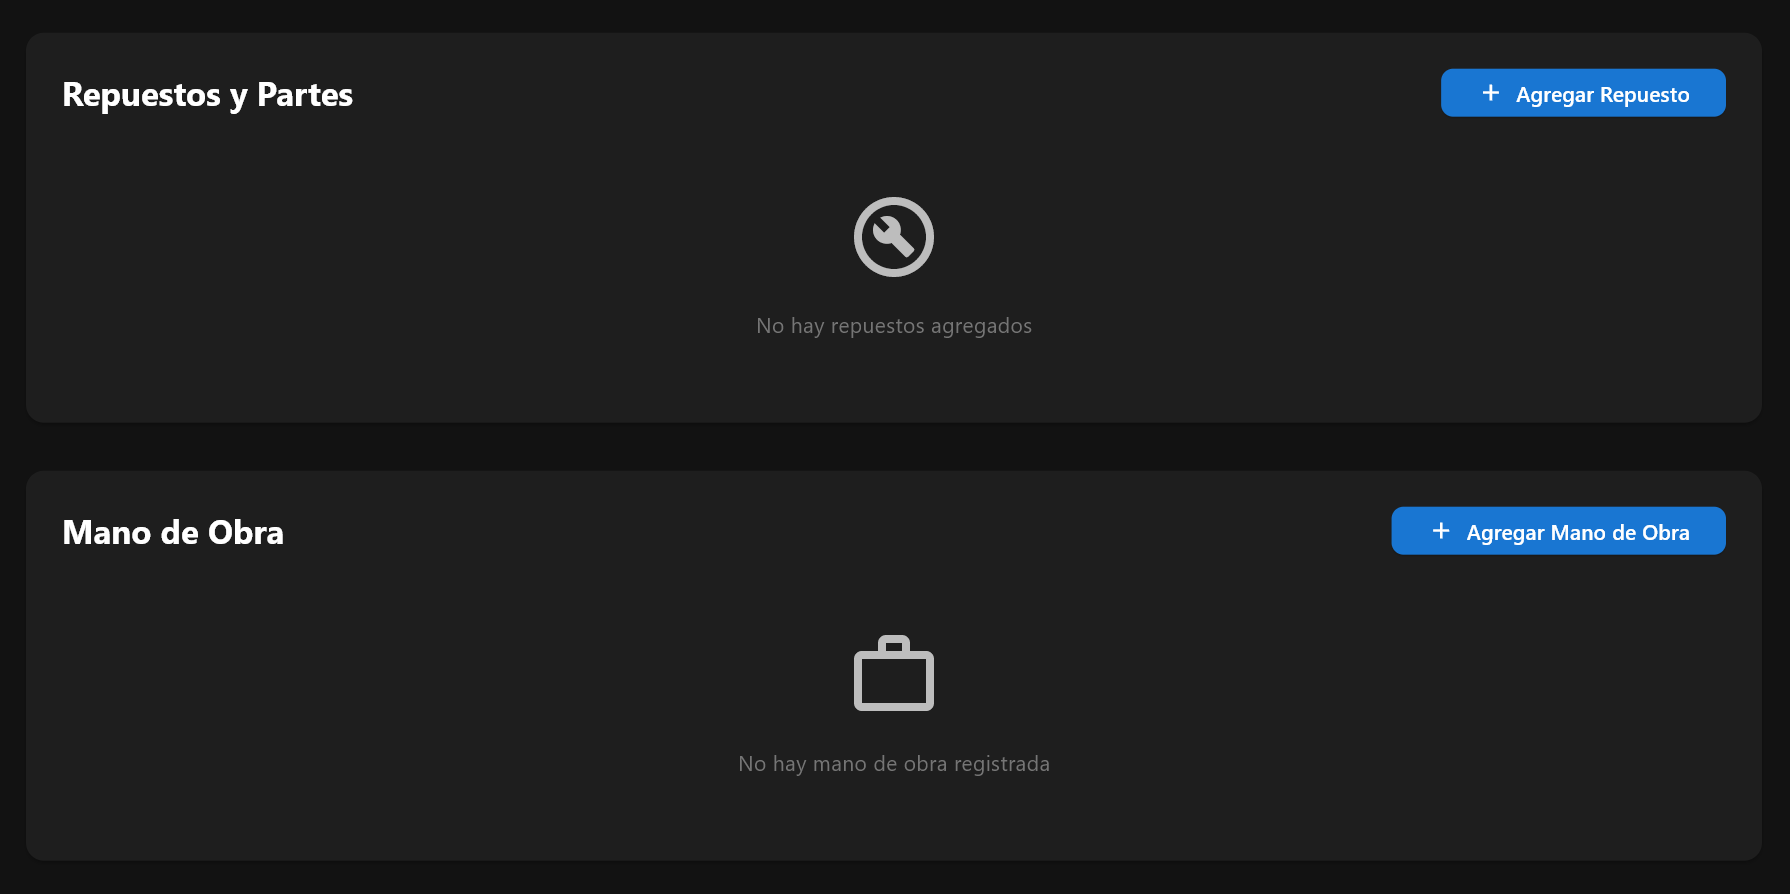 Repuestos y Partes
+ Agregar Repuesto
No hay repuestos agregados
Mano de Obra
+ Agregar Mano de Obra
No hay mano de obra registrada